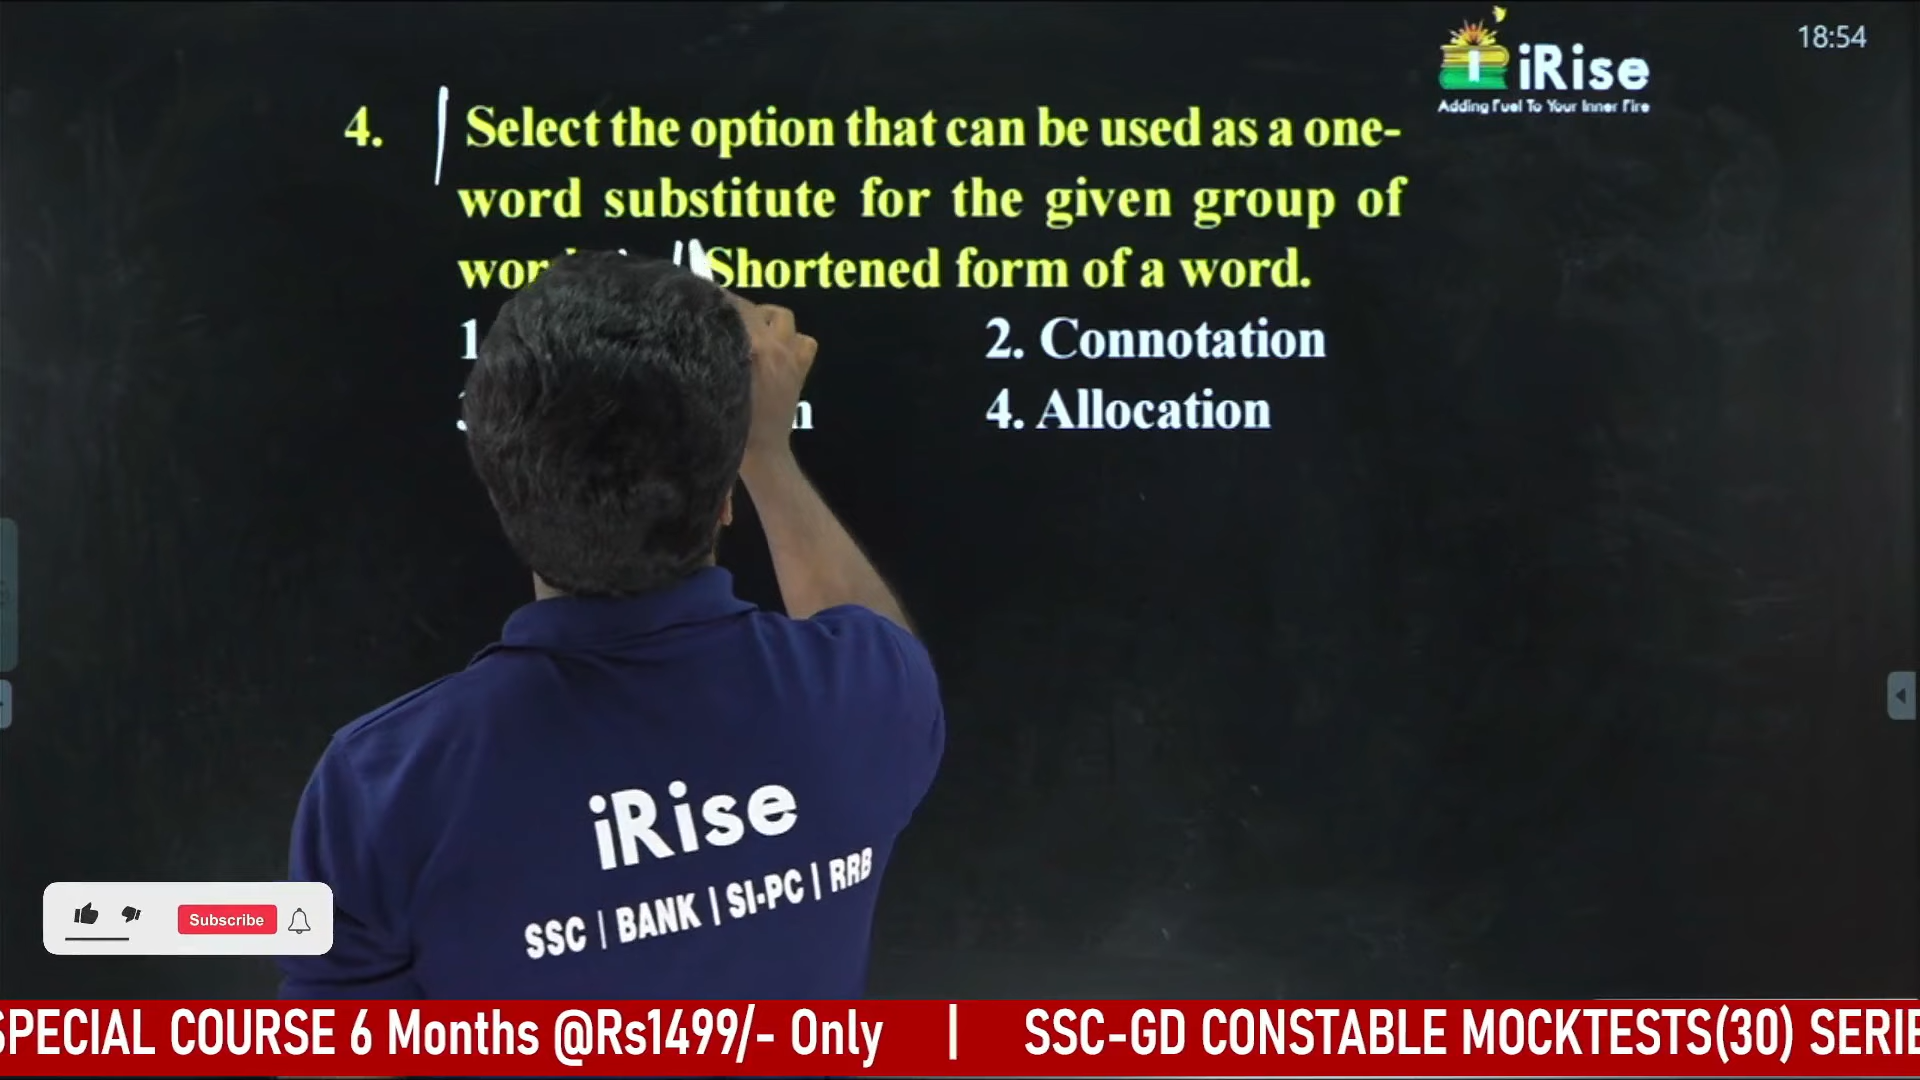 iRise
Adding Fuel To Your Inner Fire
18:54
4. Select the option that can be used as a one-
word substitute for the given group of
Shortened form of a word.
1
2. Connotation
4. Allocation
iRise
SSC | BANK | SI-PC | RRB
Subscribe
SPECIAL COURSE 6 Months @Rs1499/- Only | SSC-GD CONSTABLE MOCKTESTS(30) SERIE